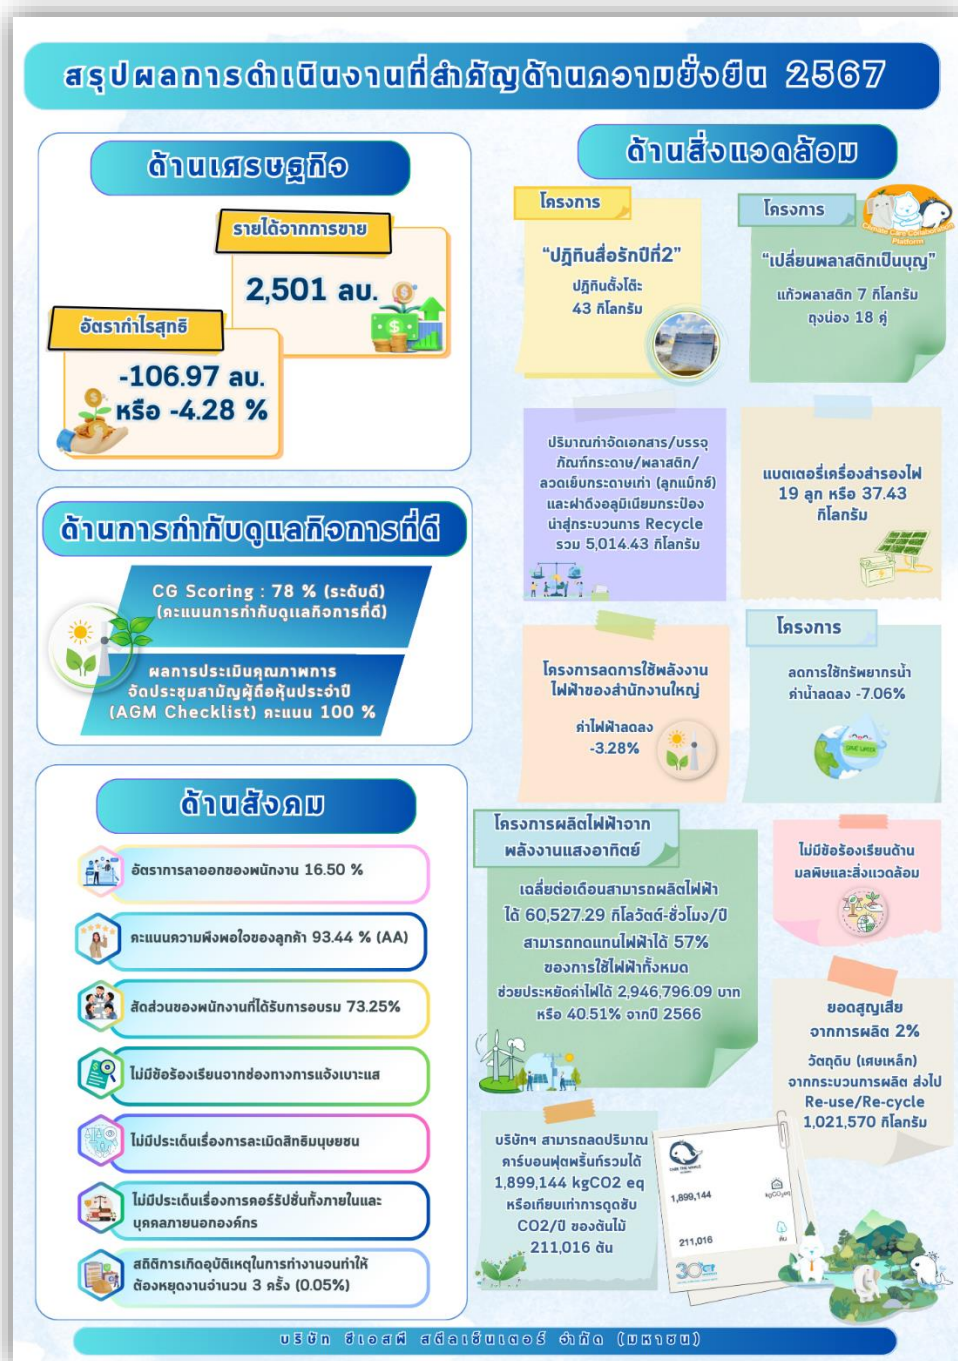 สรุปผลการดำเนินงานที่สำคัญด้านความยั่งยืน 2567
ด้านเศรษฐกิจ
รายได้จากการขาย
2,501 ลบ.
อัตรากำไรสุทธิ
-106.97 ลบ.
หรือ -4.28 %
ด้านการกำกับดูแลกิจการที่ดี
CG Scoring : 78 % (ระดับดี)
(คะแนนการกำกับดูแลกิจการที่ดี)
ผลการประเมินคุณภาพการ
จัดประชุมสามัญผู้ถือหุ้นประจำปี
(AGM Checklist) คะแนน 100 %
ด้านสังคม
อัตราการลาออกของพนักงาน 16.50 %
คะแนนความพึงพอใจของลูกค้า 93.44 % (AA)
สัดส่วนของพนักงานที่ได้รับการอบรม 73.25%
ไม่มีข้อร้องเรียนจากช่องทางการแจ้งเบาะแส
ไม่มีประเด็นเรื่องการละเมิดสิทธิมนุษยชน
ไม่มีประเด็นเรื่องการคอร์รัปชั่นทั้งภายในและ
บุคคลภายนอกองค์กร
สถิติการเกิดอุบัติเหตุในการทำงานจนทำให้
ต้องหยุดงานจำนวน 3 ครั้ง (0.05%)
ด้านสิ่งแวดล้อม
โครงการ
“ปฏิทินสื่อรักปีที่2”
ปฏิทินตั้งโต๊ะ
43 กิโลกรัม
โครงการ
Climate Care Collaboration
Platform
“เปลี่ยนพลาสติกเป็นบุญ”
แก้วพลาสติก 7 กิโลกรัม
ถุงน่อง 18 คู่
ปริมาณกำจัดเอกสาร/บรรจุ
ภัณฑ์กระดาษ/พลาสติก/
ลวดเย็บกระดาษเก่า (ลูกแม็กซ์)
และฝาดึงอลูมิเนียมกระป๋อง
นำสู่กระบวนการ Recycle
รวม 5,014.43 กิโลกรัม
แบตเตอรี่เครื่องสำรองไฟ
19 ลูก หรือ 37.43
กิโลกรัม
โครงการลดการใช้พลังงาน
ไฟฟ้าของสำนักงานใหญ่
ค่าไฟฟ้าลดลง
-3.28%
โครงการ
ลดการใช้ทรัพยากรน้ำ
ค่าน้ำลดลง -7.06%
SAVE WATER
โครงการผลิตไฟฟ้าจาก
พลังงานแสงอาทิตย์
เฉลี่ยต่อเดือนสามารถผลิตไฟฟ้า
ได้ 60,527.29 กิโลวัตต์-ชั่วโมง/ปี
สามารถทดแทนไฟฟ้าได้ 57%
ของการใช้ไฟฟ้าทั้งหมด
ช่วยประหยัดค่าไฟได้ 2,946,796.09 บาท
หรือ 40.51% จากปี 2566
ไม่มีข้อร้องเรียนด้าน
มลพิษและสิ่งแวดล้อม
ยอดสูญเสีย
จากการผลิต 2%
วัตถุดิบ (เศษเหล็ก)
จากกระบวนการผลิต ส่งไป
Re-use/Re-cycle
1,021,570 กิโลกรัม
บริษัทฯ สามารถลดปริมาณ
คาร์บอนฟุตพริ้นท์รวมได้
1,899,144 kgCO2 eq
หรือเทียบเท่าการดูดซับ
CO2/ปี ของต้นไม้
211,016 ต้น
CARE THE WHALE
1,899,144
kgCO2eq
211,016
ต้น
30
บริษัท ซีเอสพี สตีลเซ็นเตอร์ จำกัด (มหาชน)